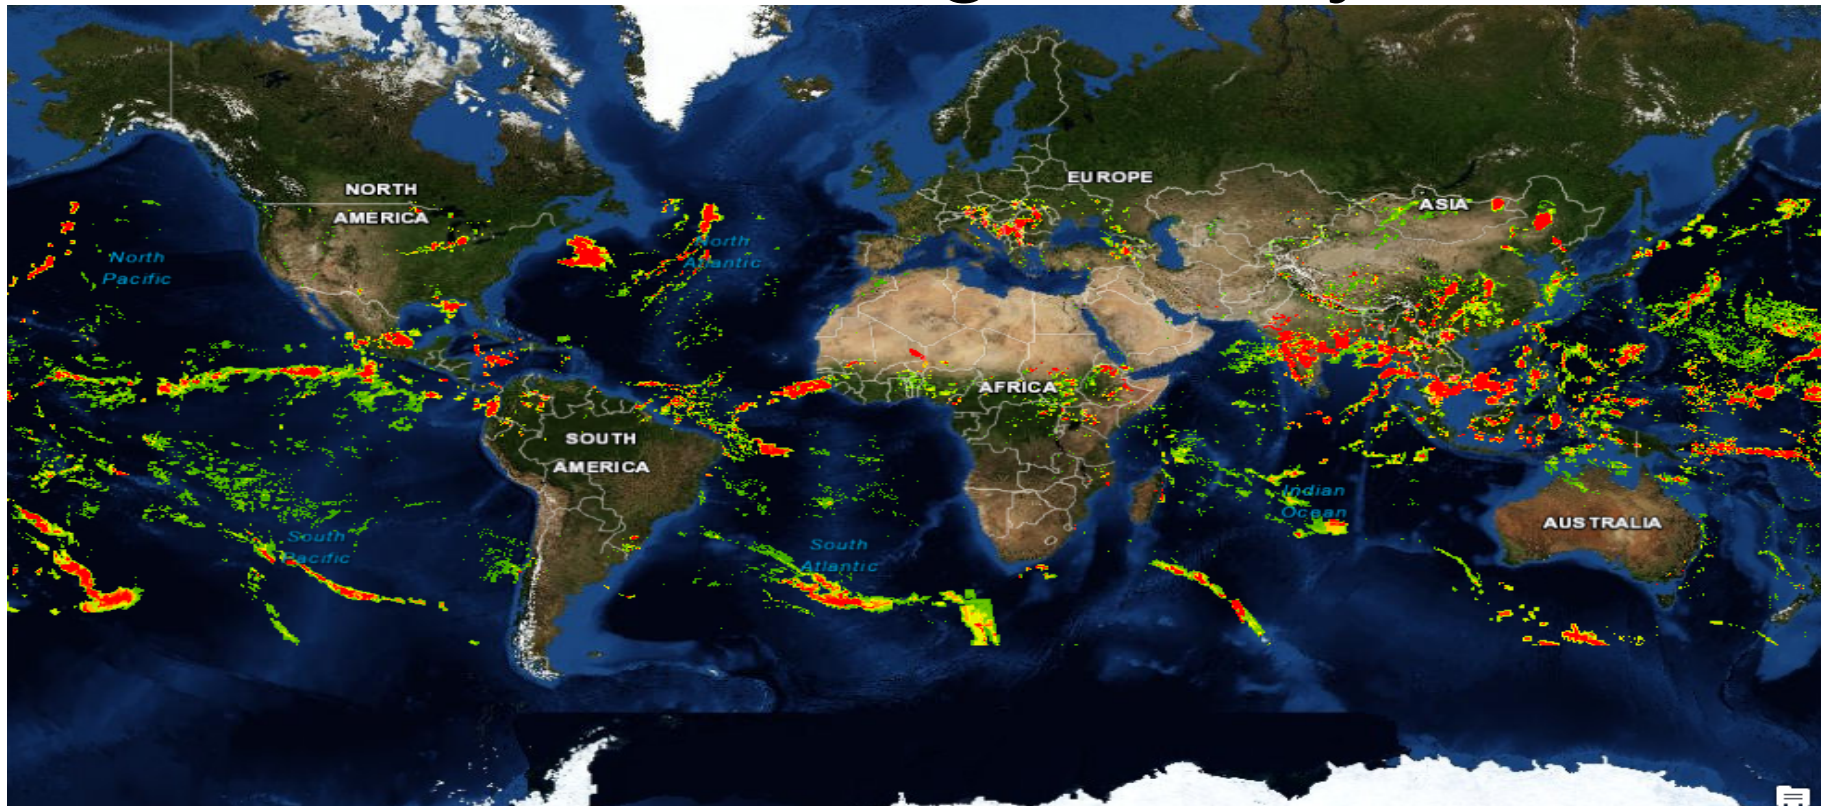 NORTH
AMERICA
EUROPE
ASIA
North
Pacific
North
Atlantic
AFRICA
SOUTH
AMERICA
Indian
Ocean
AUSTRALIA
South
Pacific
South
Atlantic